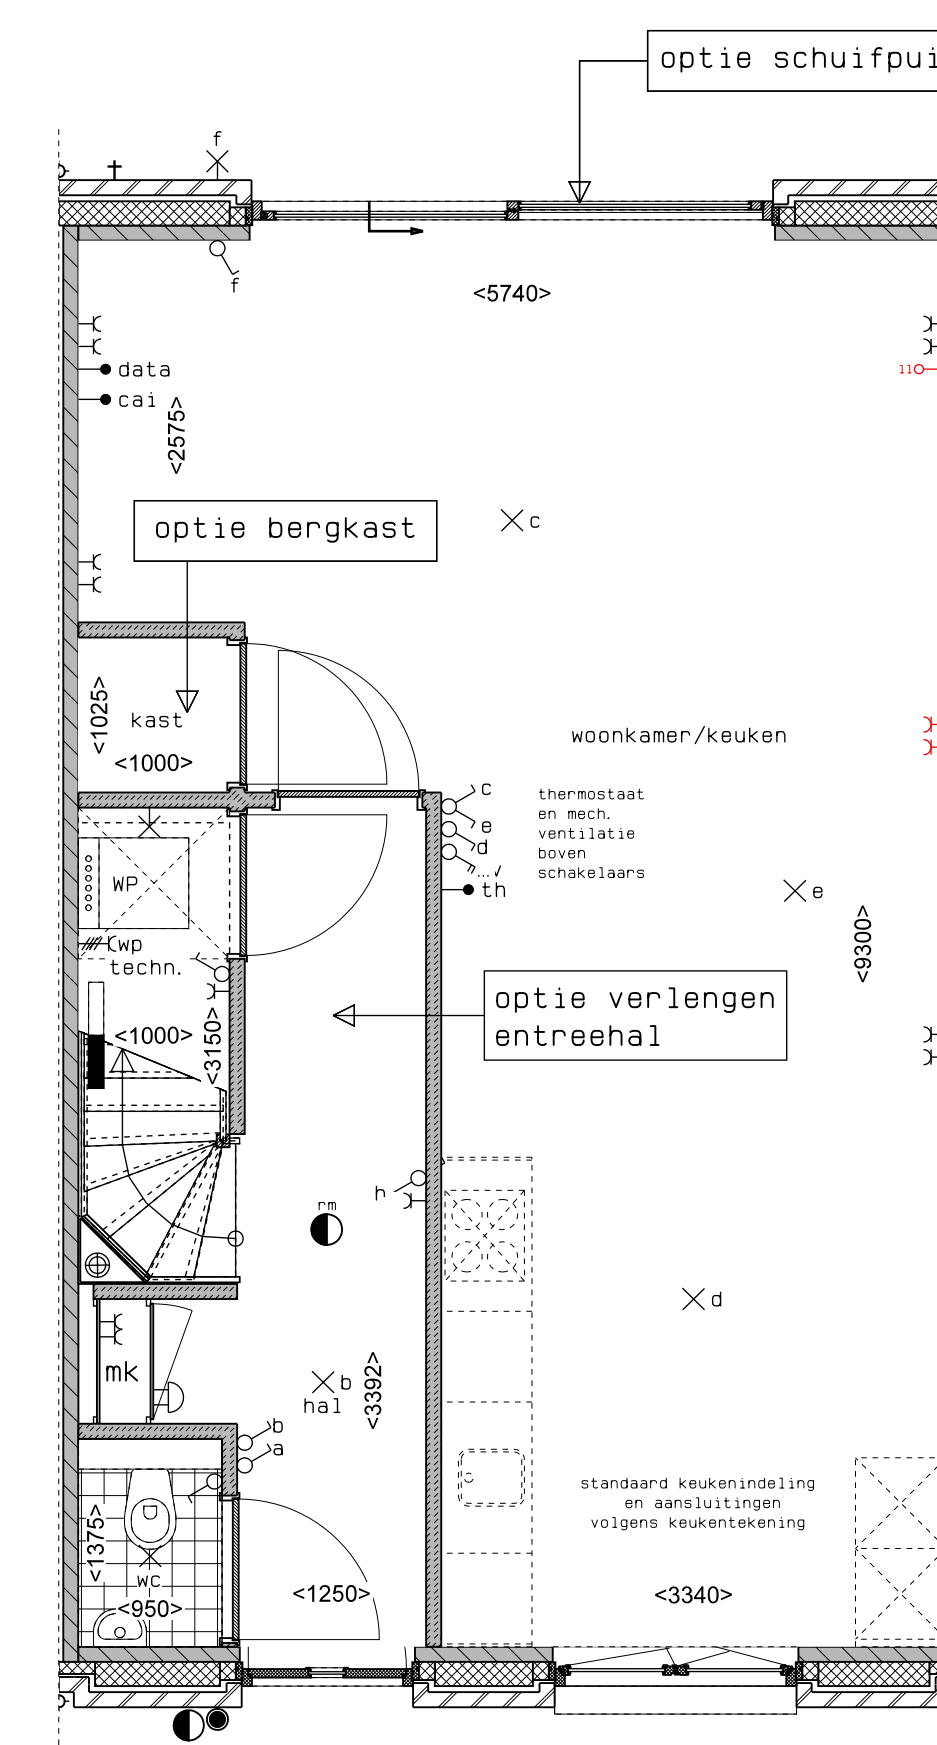 optie schuifpui
f
f
<5740>
data
cai
11
<2575>
optie bergkast
c
<1025>
kast
<1000>
woonkamer/keuken
c
e
d
th
thermostaat
en mech.
ventilatie
boven
schakelaars
WP
e
wp
techn.
<9300>
optie verlengen
entreehal
<1000>
<3150>
h
rm
d
mk
b
hal
<3392>
b
a
standaard keukenindeling
en aansluitingen
volgens keukentekening
<1375>
wc
<950>
<1250>
<3340>